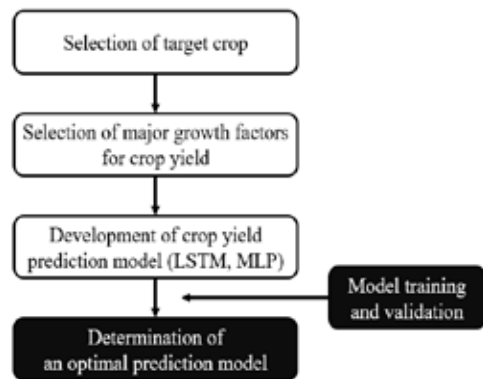 Selection of target crop
Selection of major growth factors
for crop yield
Development of crop yield
prediction model (LSTM, MLP)
Model training
and validation
Determination of
an optimal prediction model